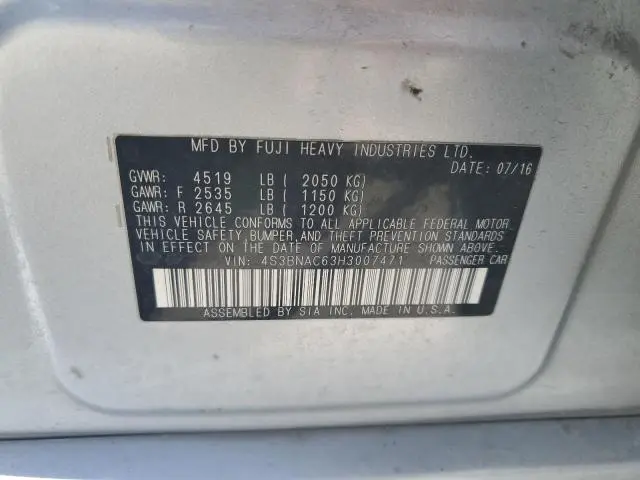 MFD BY FUJI HEAVY INDUSTRIES LTD.
DATE: 07/16
GVWR: 4519 LB ( 2050 KG)
GAWR: F 2535 LB ( 1150 KG)
GAWR: R 2645 LB ( 1200 KG)
THIS VEHICLE CONFORMS TO ALL APPLICABLE FEDERAL MOTOR
VEHICLE SAFETY,BUMPER,AND THEFT PREVENTION STANDARDS
IN EFFECT ON THE DATE OF MANUFACTURE SHOWN ABOVE.
VIN: 4S3BNAC63H3007471 PASSENGER CAR
ASSEMBLED BY SIA INC. MADE IN U.S.A.